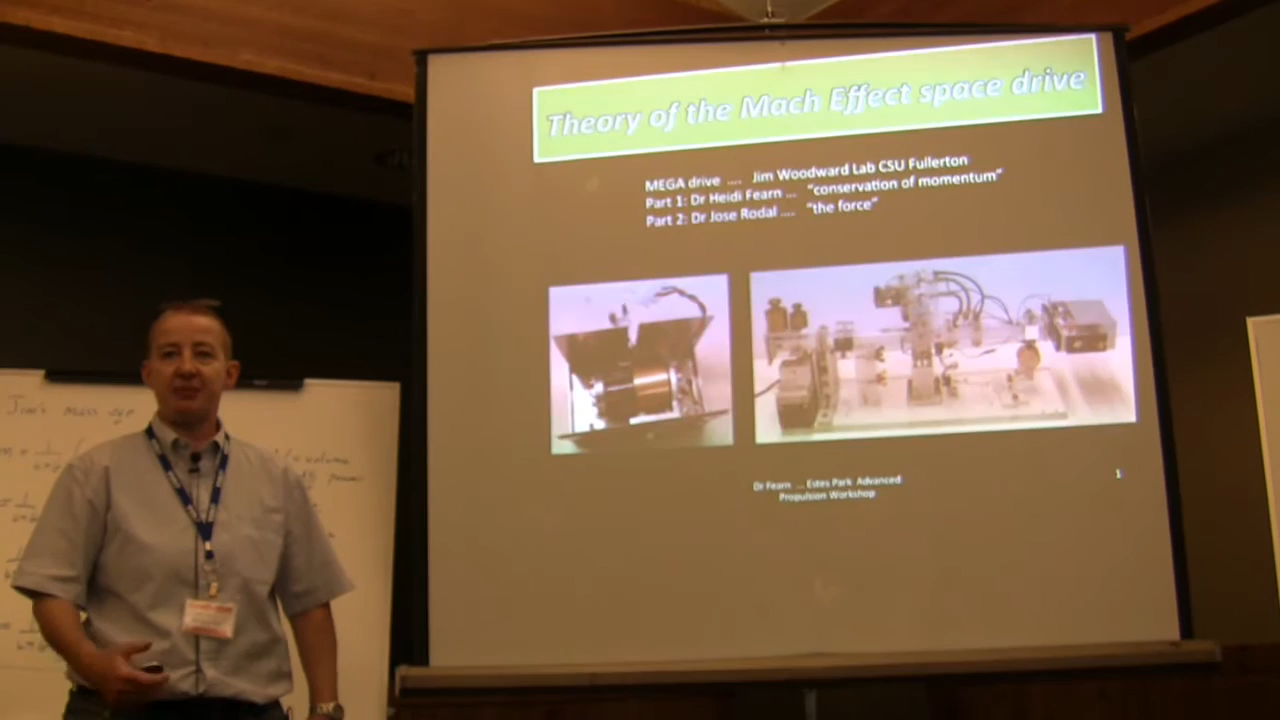 Theory of the Mach Effect space drive
MEGA drive .... Jim Woodward Lab CSU Fullerton
Part 1: Dr Heidi Fearn ... "conservation of momentum"
Part 2: Dr Jose Rodal .... "the force"
Dr Fearn ... Estes Park Advanced
Propulsion Workshop
1
mass
volume